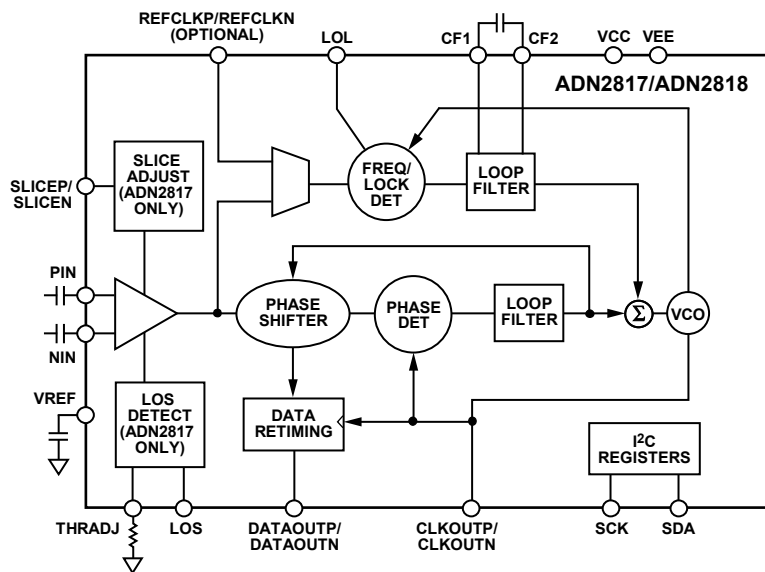 REFCLKP/REFCLKN
(OPTIONAL)
LOL
CF1
CF2
VCC
VEE
ADN2817/ADN2818
SLICE
ADJUST
(ADN2817
ONLY)
FREQ/
LOCK
DET
LOOP
FILTER
SLICEP/
SLICEN
PIN
NIN
PHASE
SHIFTER
PHASE
DET
LOOP
FILTER
Σ
VCO
VREF
LOS
DETECT
(ADN2817
ONLY)
DATA
RETIMING
I²C
REGISTERS
THRADJ
LOS
DATAOUTP/
DATAOUTN
CLKOUTP/
CLKOUTN
SCK
SDA